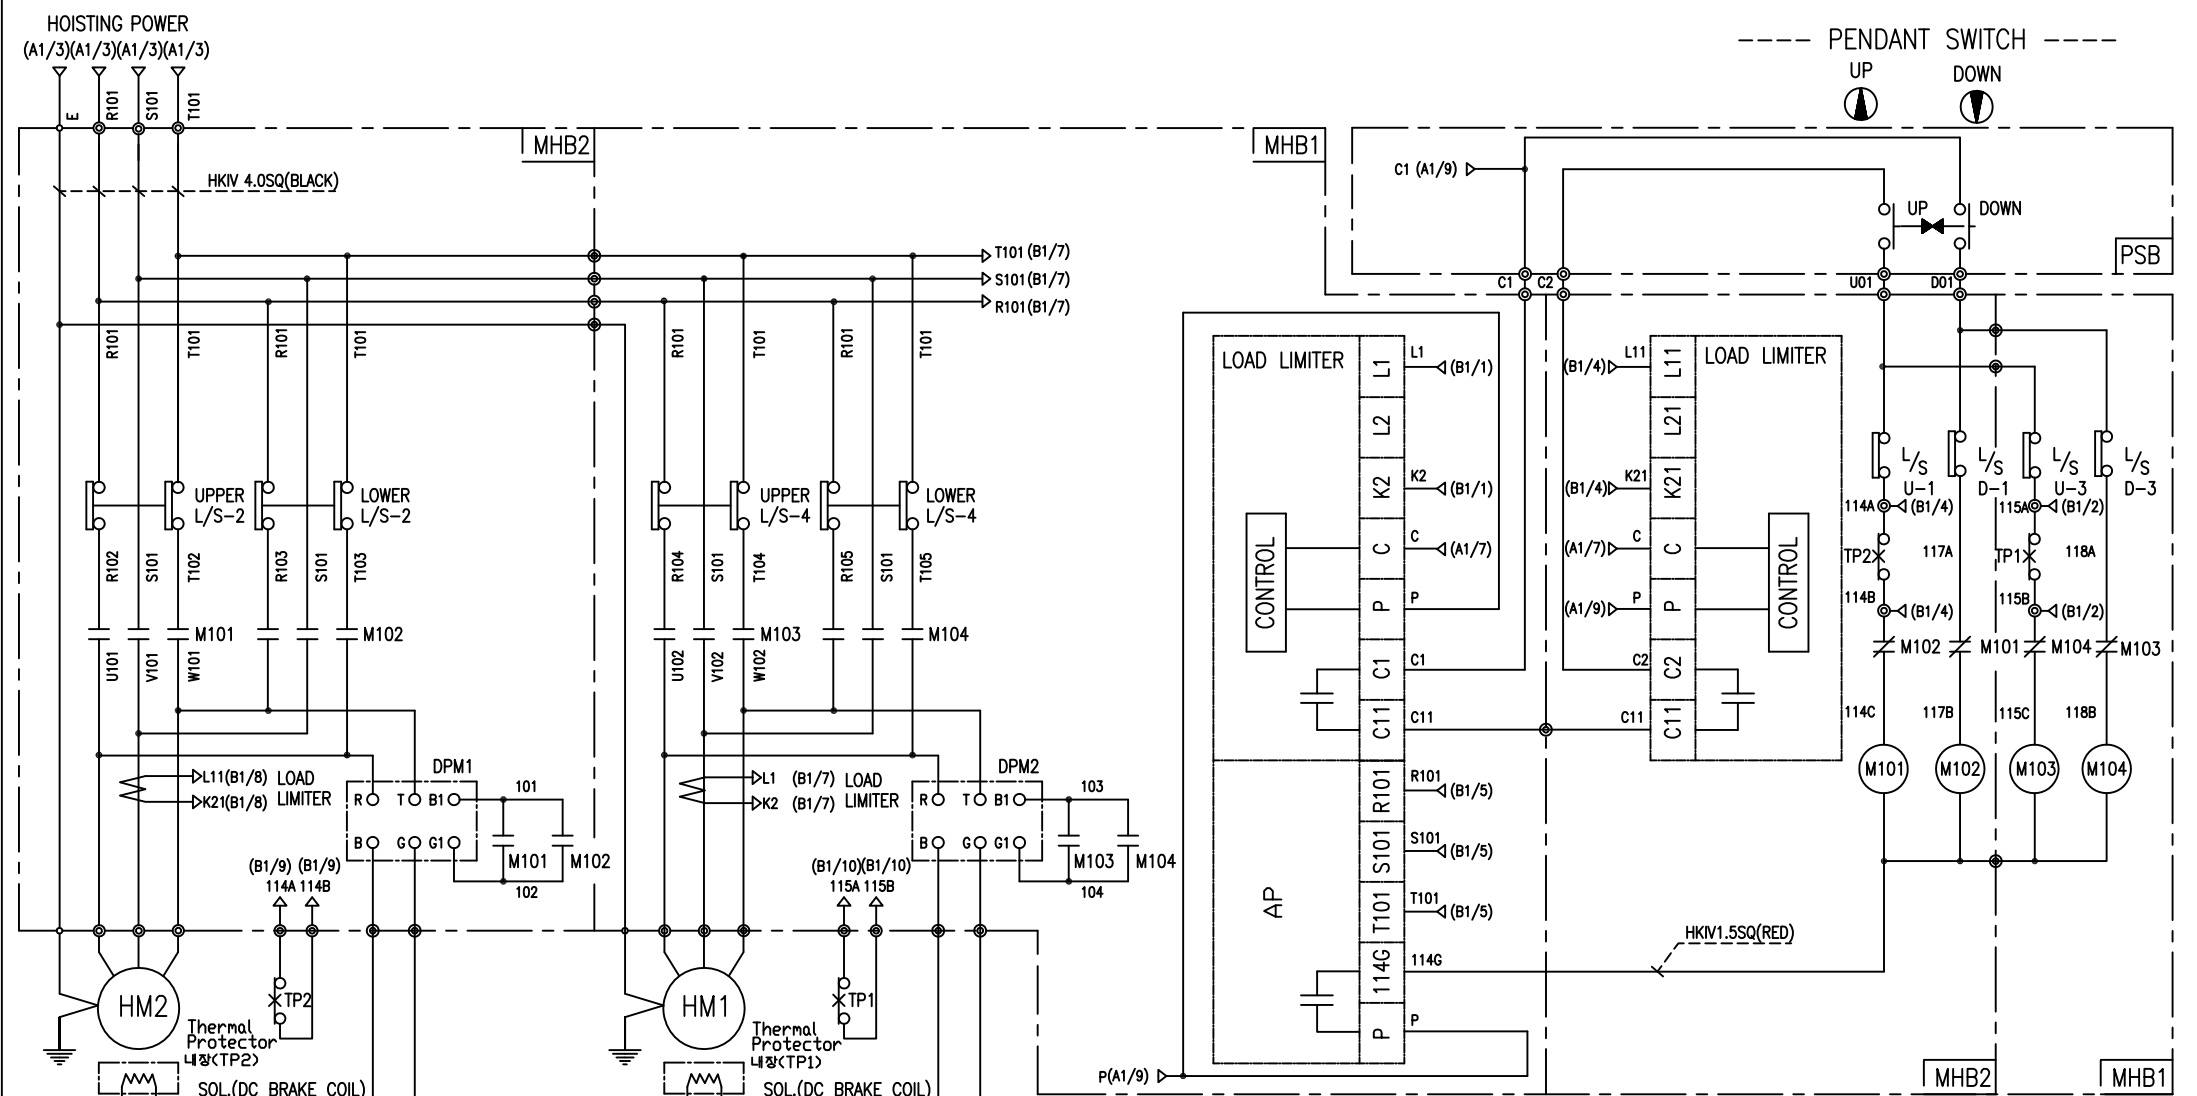 HOISTING POWER
(A1/3)(A1/3)(A1/3)(A1/3)
E
R101
S101
T101
HKIV 4.0SQ(BLACK)
MHB2
MHB1
---- PENDANT SWITCH ----
UP
DOWN
C1 (A1/9)
UP
DOWN
PSB
C1
C2
U01
D01
T101 (B1/7)
S101 (B1/7)
R101 (B1/7)
R101
T101
R101
T101
R101
T101
R101
T101
UPPER
L/S-2
LOWER
L/S-2
UPPER
L/S-4
LOWER
L/S-4
R102
S101
T102
R103
S101
T103
R104
S101
T104
R105
S101
T105
M101
M102
M103
M104
U101
V101
W101
U102
V102
W102
L11(B1/8) LOAD
K21(B1/8) LIMITER
DPM1
R
T
B1
B
G
G1
101
M101
M102
102
L1 (B1/7) LOAD
K2 (B1/7) LIMITER
DPM2
R
T
B1
B
G
G1
103
M103
M104
104
(B1/9) (B1/9)
114A 114B
(B1/10)(B1/10)
115A 115B
HM2
TP2
Thermal
Protector
내장(TP2)
SOL.(DC BRAKE COIL)
HM1
TP1
Thermal
Protector
내장(TP1)
SOL.(DC BRAKE COIL)
LOAD LIMITER
CONTROL
L1
L2
K2
C
P
C1
C11
L1
(B1/1)
K2
(B1/1)
C
(A1/7)
P
C1
C11
AP
R101
S101
T101
114G
P
R101
(B1/5)
S101
(B1/5)
T101
(B1/5)
114G
P
P(A1/9)
LOAD LIMITER
CONTROL
L11
L21
K21
C
P
C2
C11
L11
(B1/4)
K21
(B1/4)
C
(A1/7)
P
(A1/9)
C2
C11
HKIV1.5SQ(RED)
L/S
U-1
L/S
D-1
L/S
U-3
L/S
D-3
114A
(B1/4)
115A
(B1/2)
TP2
117A
TP1
118A
114B
(B1/4)
115B
(B1/2)
M102
M101
M104
M103
114C
117B
115C
118B
M101
M102
M103
M104
MHB2
MHB1